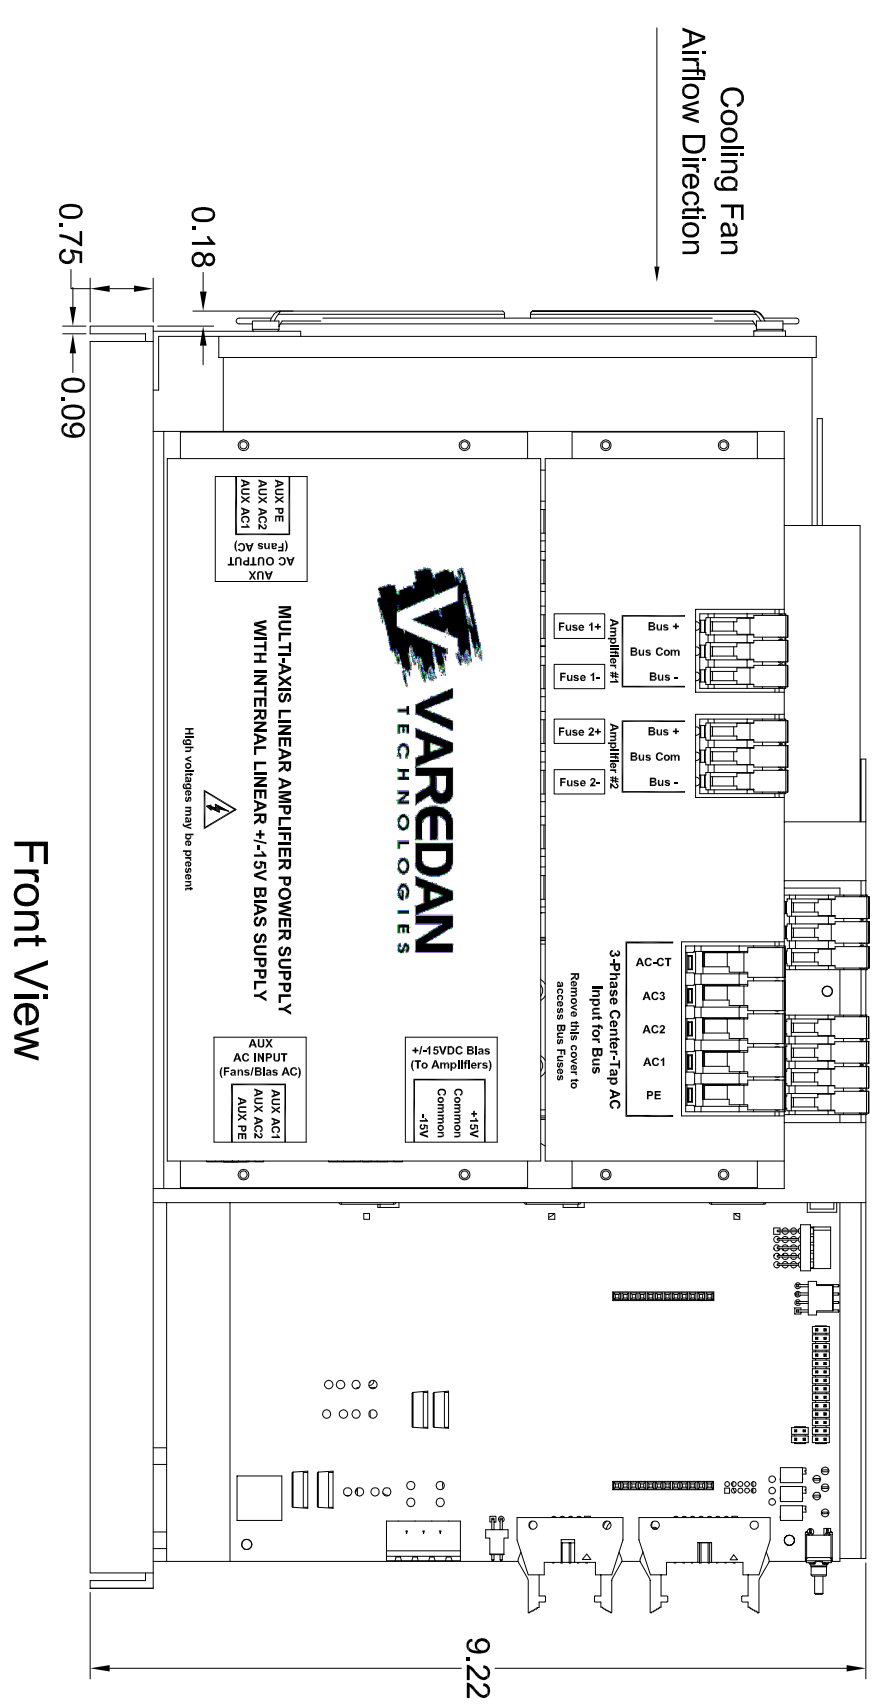 Cooling Fan
Airflow Direction
0.18
0.75
0.09
AUX PE
AUX AC2
AUX AC1
AUX
AC OUTPUT
(Fans AC)
VAREDAN
TECHNOLOGIES
MULTI-AXIS LINEAR AMPLIFIER POWER SUPPLY
WITH INTERNAL LINEAR +/-15V BIAS SUPPLY
High voltages may be present
Fuse 1+
Fuse 1-
Amplifier #1
Bus +
Bus Com
Bus -
Fuse 2+
Fuse 2-
Amplifier #2
Bus +
Bus Com
Bus -
3-Phase Center-Tap AC
Input for Bus
Remove this cover to
access Bus Fuses
AC-CT
AC3
AC2
AC1
PE
AUX
AC INPUT
(Fans/Bias AC)
AUX AC1
AUX AC2
AUX PE
+/-15VDC Bias
(To Amplifiers)
+15V
Common
Common
-15V
9.22
Front View